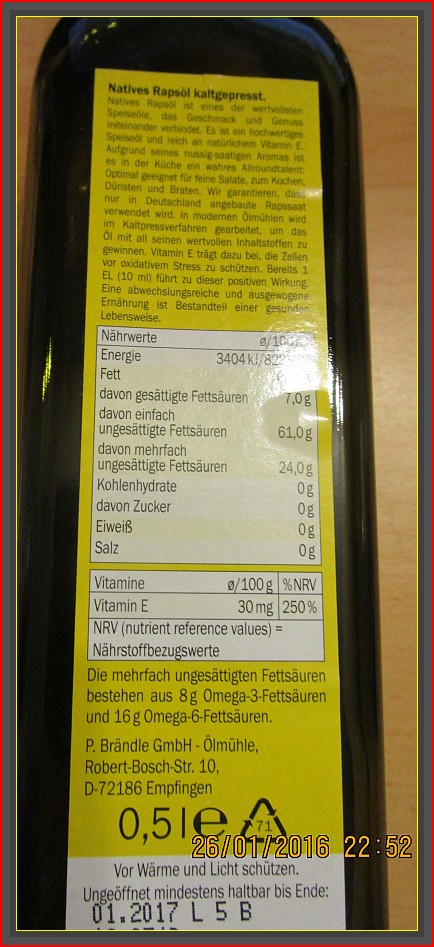 Natives Rapsöl kaltgepresst.
Natives Rapsöl ist eines der wertvollsten
Speiseöle, das Geschmack und Genuss
miteinander verbindet. Es ist ein hochwertiges
Speiseöl und reich an natürlichem Vitamin E.
Aufgrund seines nussig-saatigen Aromas ist
es in der Küche ein wahres Allroundtalent:
Optimal geeignet für feine Salate, zum Kochen,
Dünsten und Braten. Wir garantieren, dass
nur in Deutschland angebaute Rapssaat
verwendet wird. In modernen Ölmühlen wird
im Kaltpressverfahren gearbeitet, um das
Öl mit all seinen wertvollen Inhaltstoffen zu
gewinnen. Vitamin E trägt dazu bei, die Zellen
vor oxidativem Stress zu schützen. Bereits 1
EL (10 ml) führt zu dieser positiven Wirkung.
Eine abwechslungsreiche und ausgewogene
Ernährung ist Bestandteil einer gesunden
Lebensweise.
Nährwerte
Energie 3404 kJ/
Fett
davon gesättigte Fettsäuren 7,0 g
davon einfach
ungesättigte Fettsäuren 61,0 g
davon mehrfach
ungesättigte Fettsäuren 24,0 g
Kohlenhydrate 0 g
davon Zucker 0 g
Eiweiß 0 g
Salz 0 g
Vitamine ø/100 g %NRV
Vitamin E 30 mg 250 %
NRV (nutrient reference values) =
Nährstoffbezugswerte
Die mehrfach ungesättigten Fettsäuren
bestehen aus 8 g Omega-3-Fettsäuren
und 16 g Omega-6-Fettsäuren.
P. Brändle GmbH - Ölmühle,
Robert-Bosch-Str. 10,
D-72186 Empfingen
0,5 l e 71
26/01/2016 22:52
Vor Wärme und Licht schützen.
Ungeöffnet mindestens haltbar bis Ende:
01.2017 L 5 B